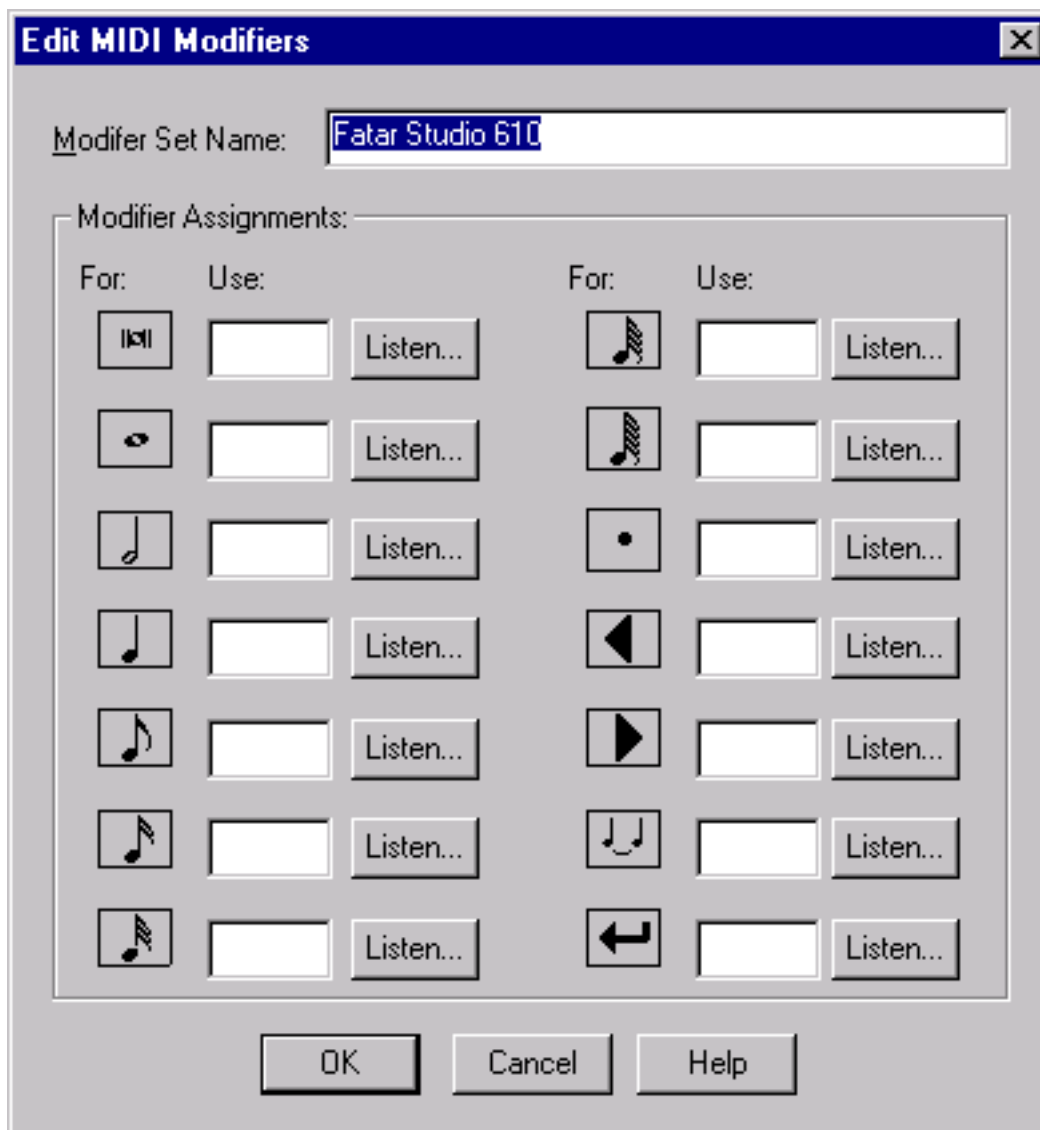 Edit MIDI Modifiers
Modifer Set Name: Fatar Studio 610
Modifier Assignments:
For: Use: For: Use:
Listen... Listen...
Listen... Listen...
Listen... Listen...
Listen... Listen...
Listen... Listen...
Listen... Listen...
Listen... Listen...
OK Cancel Help